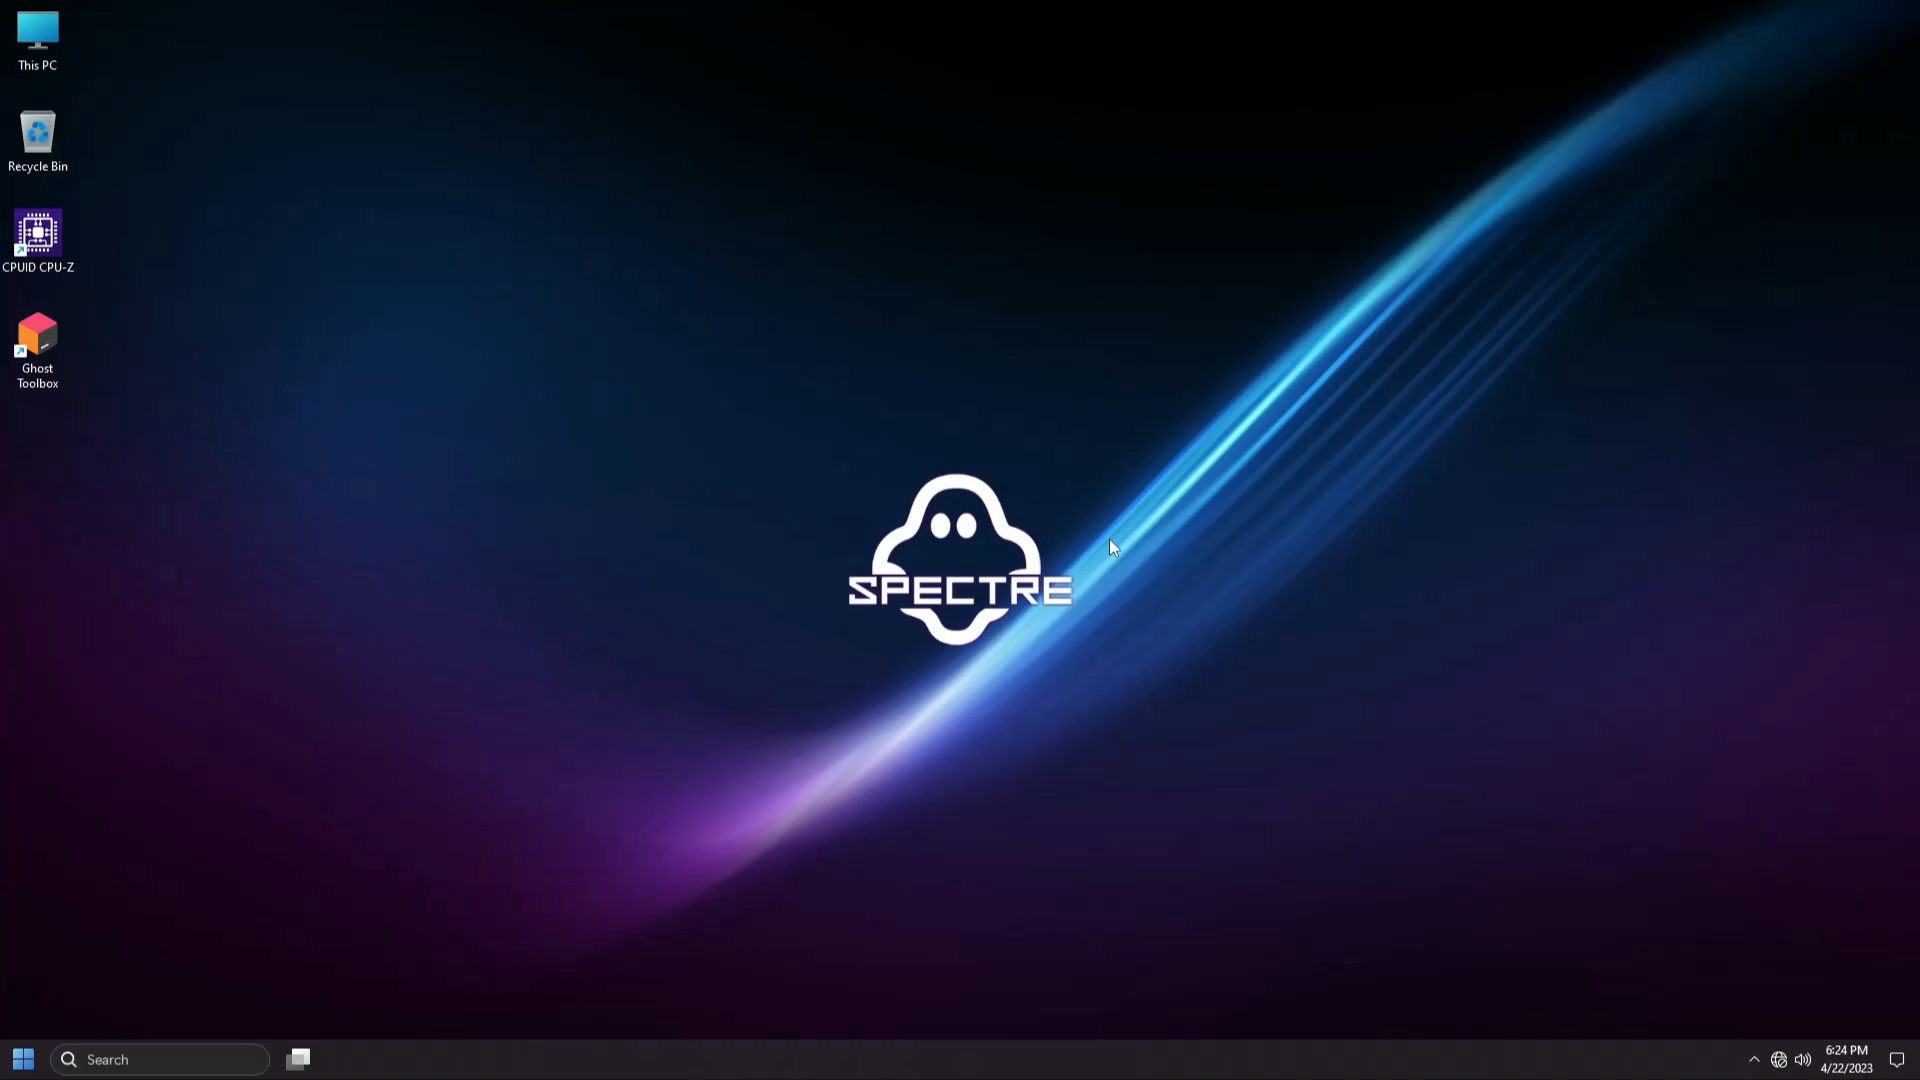 This PC
Recycle Bin
CPUID CPU-Z
Ghost
Toolbox
SPECTRE
Search
6:24 PM
4/22/2023